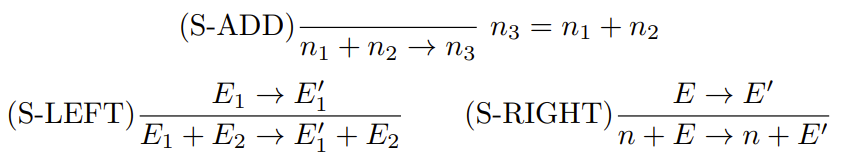 (S-ADD) n₁ + n₂ → n₃ n₃ = n₁ + n₂
(S-LEFT) E₁ → E₁′ (S-RIGHT) E → E′
E₁ + E₂ → E₁′ + E₂ n + E → n + E′